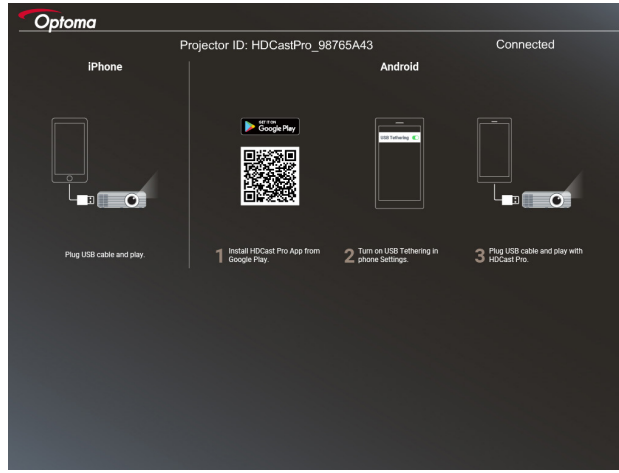 Optoma
Projector ID: HDCastPro_98765A43
Connected
iPhone
Android
GET IT ON
Google Play
USB Tethering
Plug USB cable and play.
1 Install HDCast Pro App from
Google Play.
2 Turn on USB Tethering in
phone Settings.
3 Plug USB cable and play with
HDCast Pro.